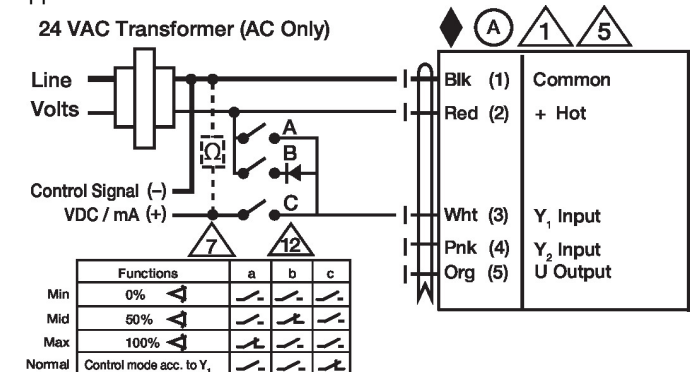 24 VAC Transformer (AC Only)
A 1 5
Line
Volts
Blk (1) Common
Red (2) + Hot
A
B
Ω
Control Signal (–)
VDC / mA (+)
C
Wht (3) Y1 Input
Pnk (4) Y2 Input
Org (5) U Output
7 12
Functions a b c
Min 0%
Mid 50%
Max 100%
Normal Control mode acc. to Y1